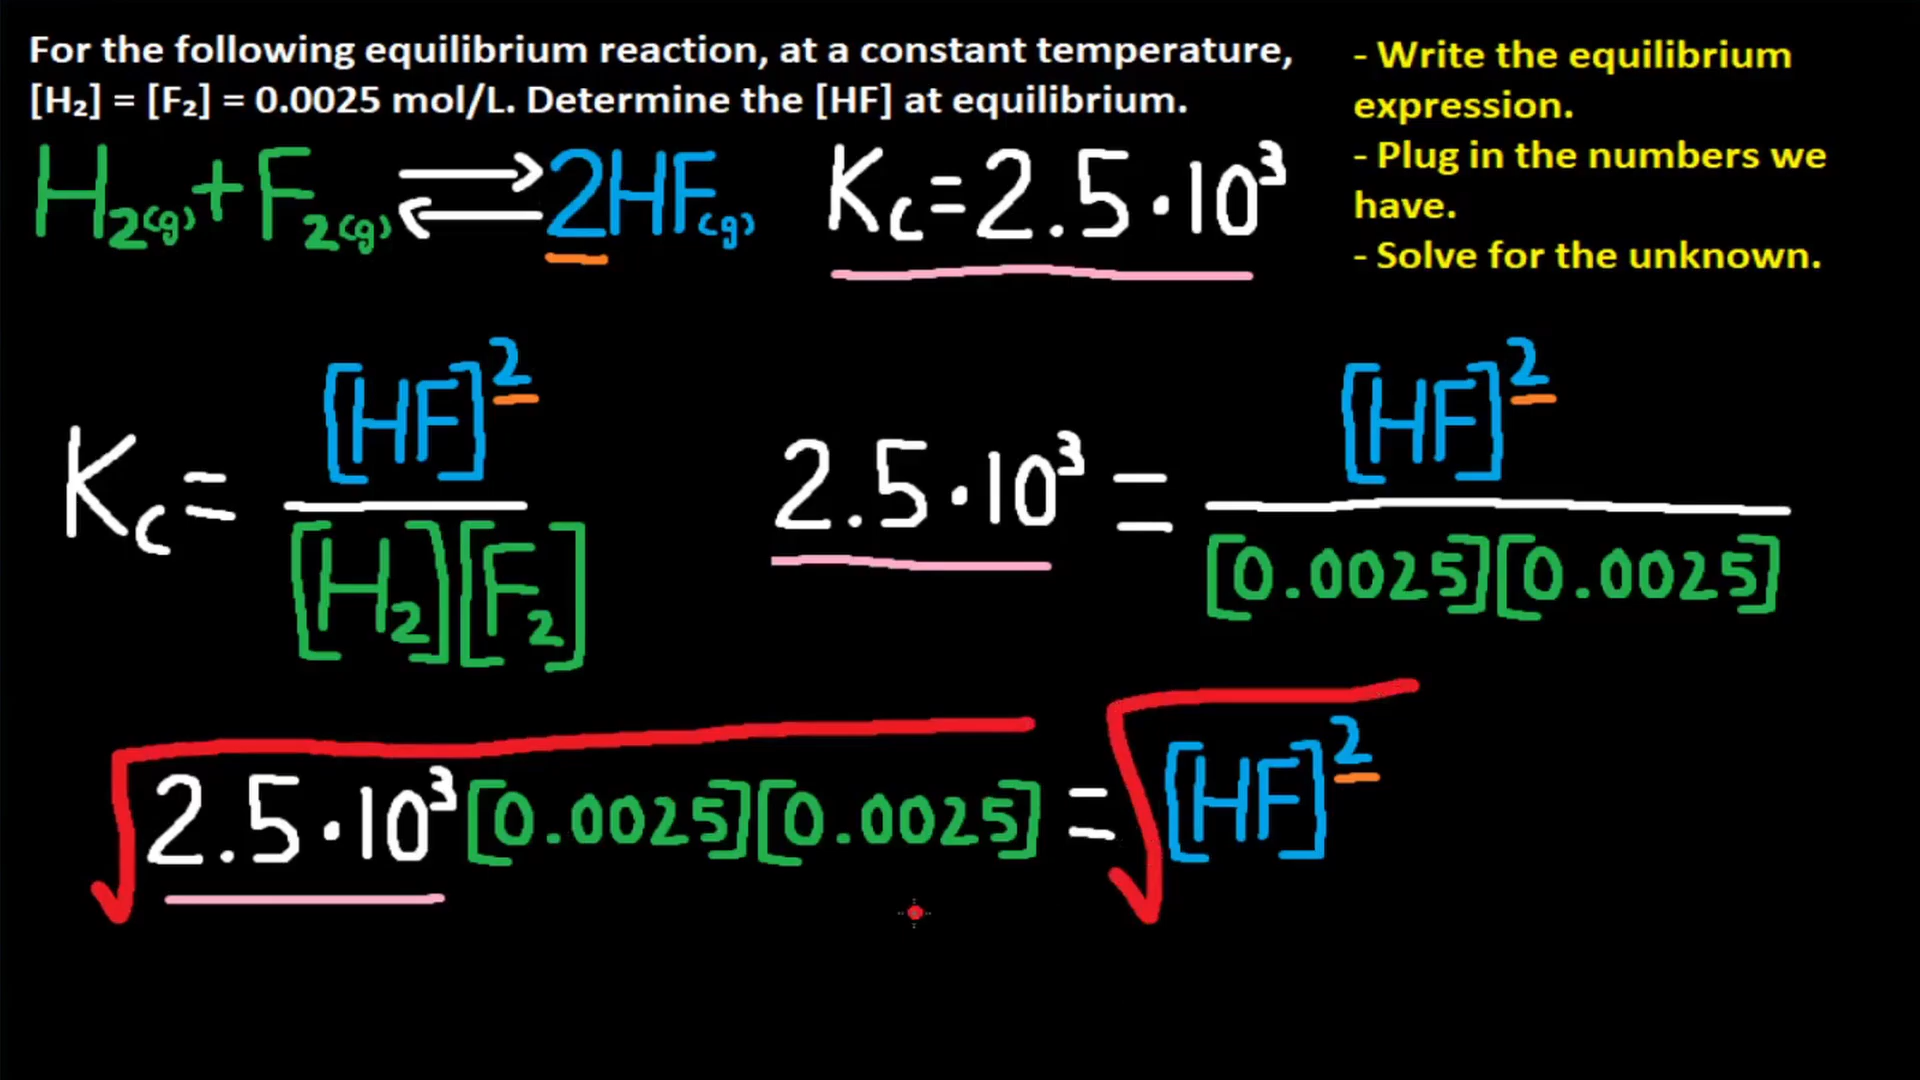 For the following equilibrium reaction, at a constant temperature,
[H₂] = [F₂] = 0.0025 mol/L. Determine the [HF] at equilibrium.
- Write the equilibrium
expression.
- Plug in the numbers we
have.
- Solve for the unknown.
H₂(g) + F₂(g) ⇌ 2HF(g) Kc = 2.5·10³
Kc = [HF]² / [H₂][F₂]
2.5·10³ = [HF]² / [0.0025][0.0025]
√2.5·10³[0.0025][0.0025] = √[HF]²